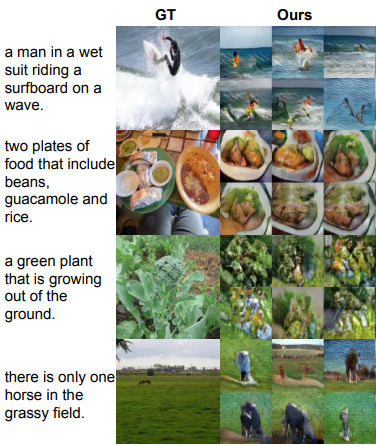 GT
Ours
a man in a wet
suit riding a
surfboard on a
wave.
two plates of
food that include
beans,
guacamole and
rice.
a green plant
that is growing
out of the
ground.
there is only one
horse in the
grassy field.